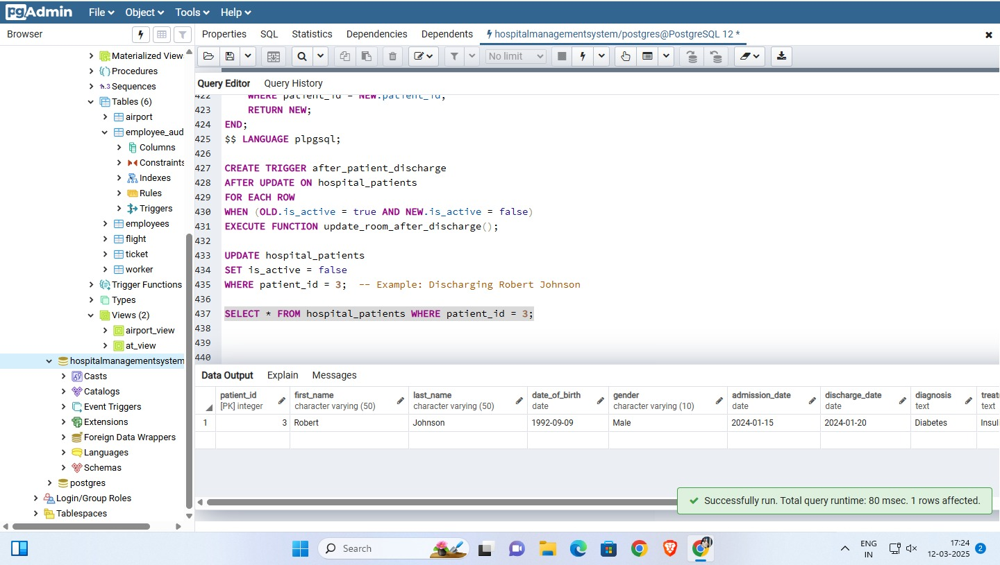 pgAdmin File Object Tools Help
Browser
Properties SQL Statistics Dependencies Dependents hospitalmanagementsystem/postgres@PostgreSQL 12 *
No limit
Query Editor Query History
Materialized View
Procedures
Sequences
Tables (6)
airport
employee_aud
Columns
Constraints
Indexes
Rules
Triggers
employees
flight
ticket
worker
Trigger Functions
Types
Views (2)
airport_view
at_view
hospitalmanagementsystem
Casts
Catalogs
Event Triggers
Extensions
Foreign Data Wrappers
Languages
Schemas
postgres
Login/Group Roles
Tablespaces
422 WHERE patient_id = NEW.patient_id;
423 RETURN NEW;
424 END;
425 $$ LANGUAGE plpgsql;
426
427 CREATE TRIGGER after_patient_discharge
428 AFTER UPDATE ON hospital_patients
429 FOR EACH ROW
430 WHEN (OLD.is_active = true AND NEW.is_active = false)
431 EXECUTE FUNCTION update_room_after_discharge();
432
433 UPDATE hospital_patients
434 SET is_active = false
435 WHERE patient_id = 3;  -- Example: Discharging Robert Johnson
436
437 SELECT * FROM hospital_patients WHERE patient_id = 3;
438
439
440
Data Output Explain Messages
patient_id first_name last_name date_of_birth gender admission_date discharge_date diagnosis treat
[PK] integer character varying (50) character varying (50) date character varying (10) date date text text
1 3 Robert Johnson 1992-09-09 Male 2024-01-15 2024-01-20 Diabetes Insul
Successfully run. Total query runtime: 80 msec. 1 rows affected.
Search
ENG
IN
17:24
12-03-2025
2